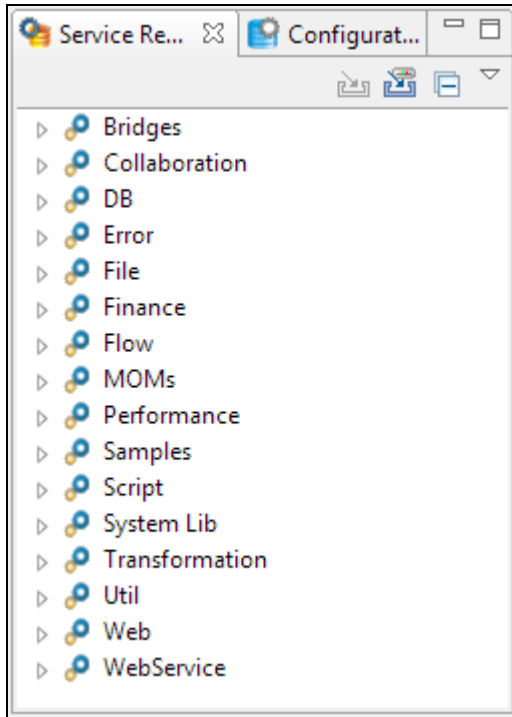 Service Re... Configurat...
Bridges
Collaboration
DB
Error
File
Finance
Flow
MOMs
Performance
Samples
Script
System Lib
Transformation
Util
Web
WebService